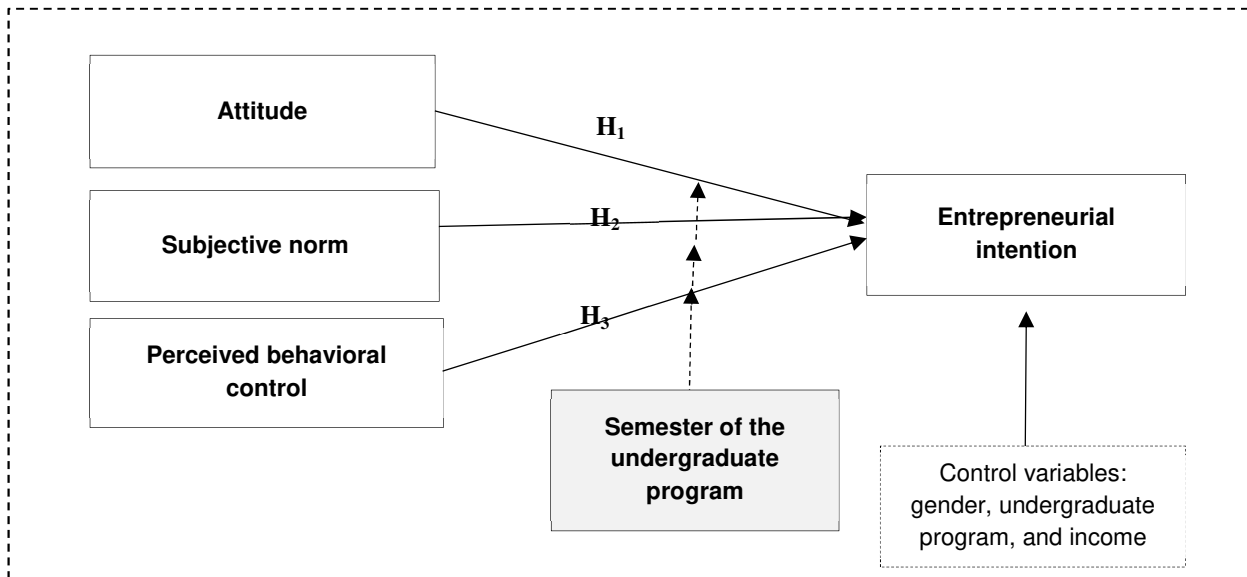 Attitude
H1
Subjective norm
H2
Entrepreneurial
intention
Perceived behavioral
control
H3
Semester of the
undergraduate
program
Control variables:
gender, undergraduate
program, and income